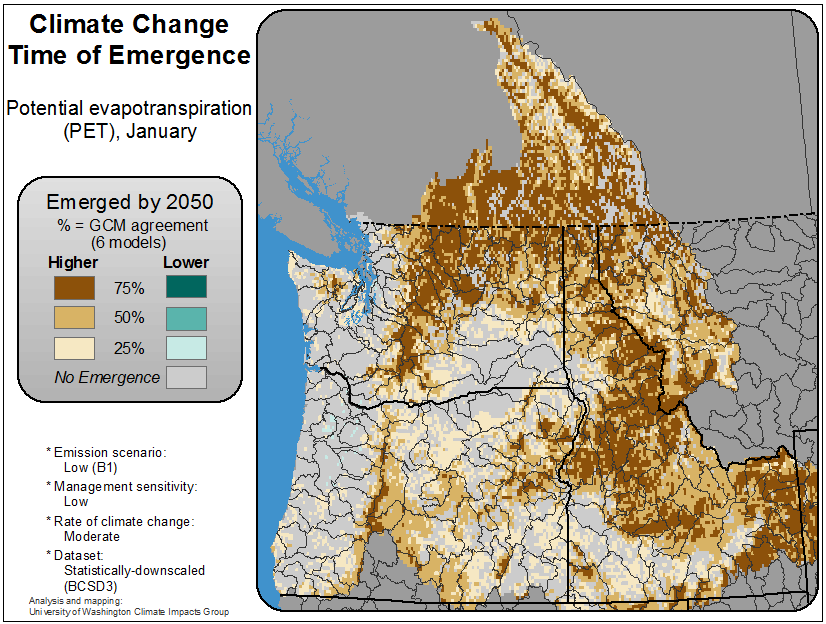 Climate Change
Time of Emergence
Potential evapotranspiration
(PET), January
Emerged by 2050
% = GCM agreement
(6 models)
Higher Lower
75%
50%
25%
No Emergence
* Emission scenario:
Low (B1)
* Management sensitivity:
Low
* Rate of climate change:
Moderate
* Dataset:
Statistically-downscaled
(BCSD3)
Analysis and mapping:
University of Washington Climate Impacts Group